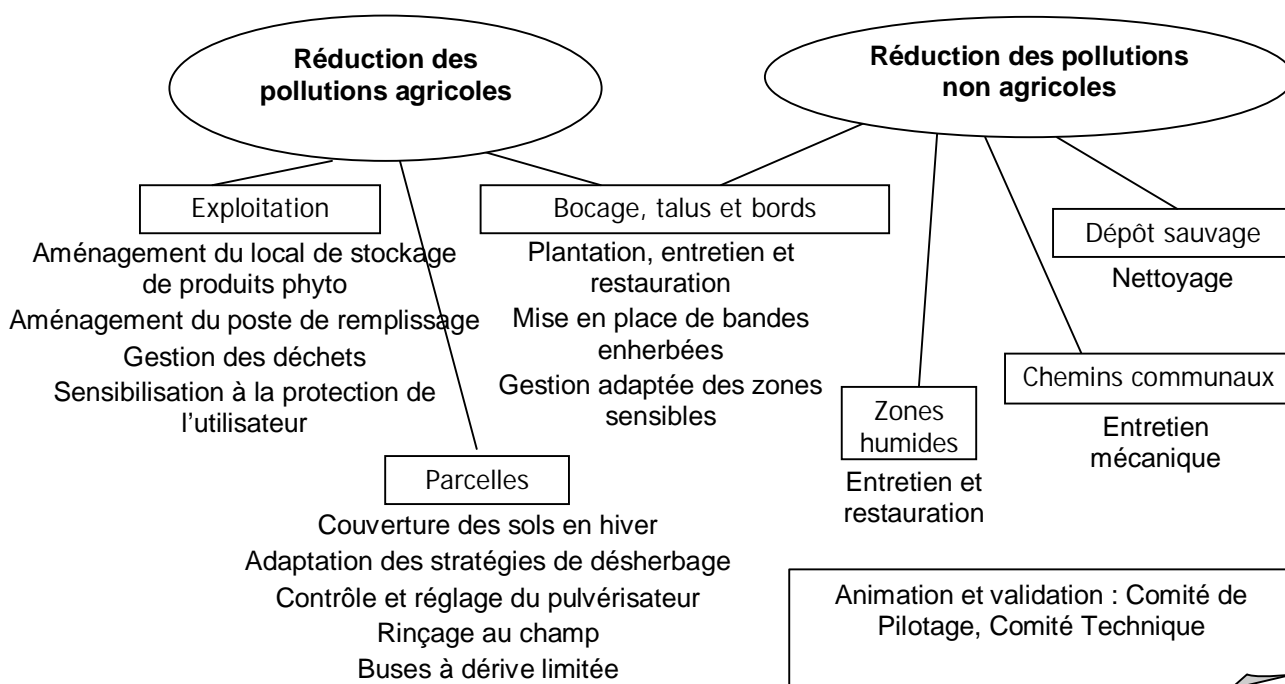 Réduction des
pollutions agricoles
Réduction des pollutions
non agricoles
Exploitation
Aménagement du local de stockage
de produits phyto
Aménagement du poste de remplissage
Gestion des déchets
Sensibilisation à la protection de
l'utilisateur
Bocage, talus et bords
Plantation, entretien et
restauration
Mise en place de bandes
enherbées
Gestion adaptée des zones
sensibles
Dépôt sauvage
Nettoyage
Chemins communaux
Entretien
mécanique
Zones
humides
Entretien et
restauration
Parcelles
Couverture des sols en hiver
Adaptation des stratégies de désherbage
Contrôle et réglage du pulvérisateur
Rinçage au champ
Buses à dérive limitée
Animation et validation : Comité de
Pilotage, Comité Technique